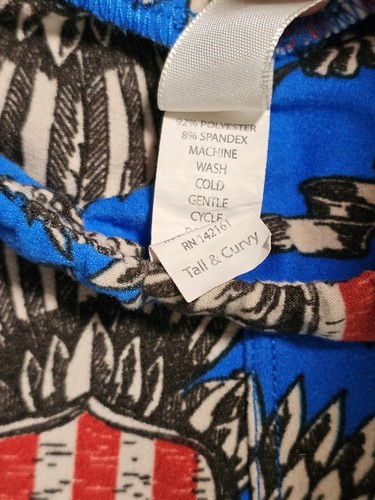 92% POLYESTER
8% SPANDEX
MACHINE
WASH
COLD
GENTLE
CYCLE
RN 142161
Tall & Curvy